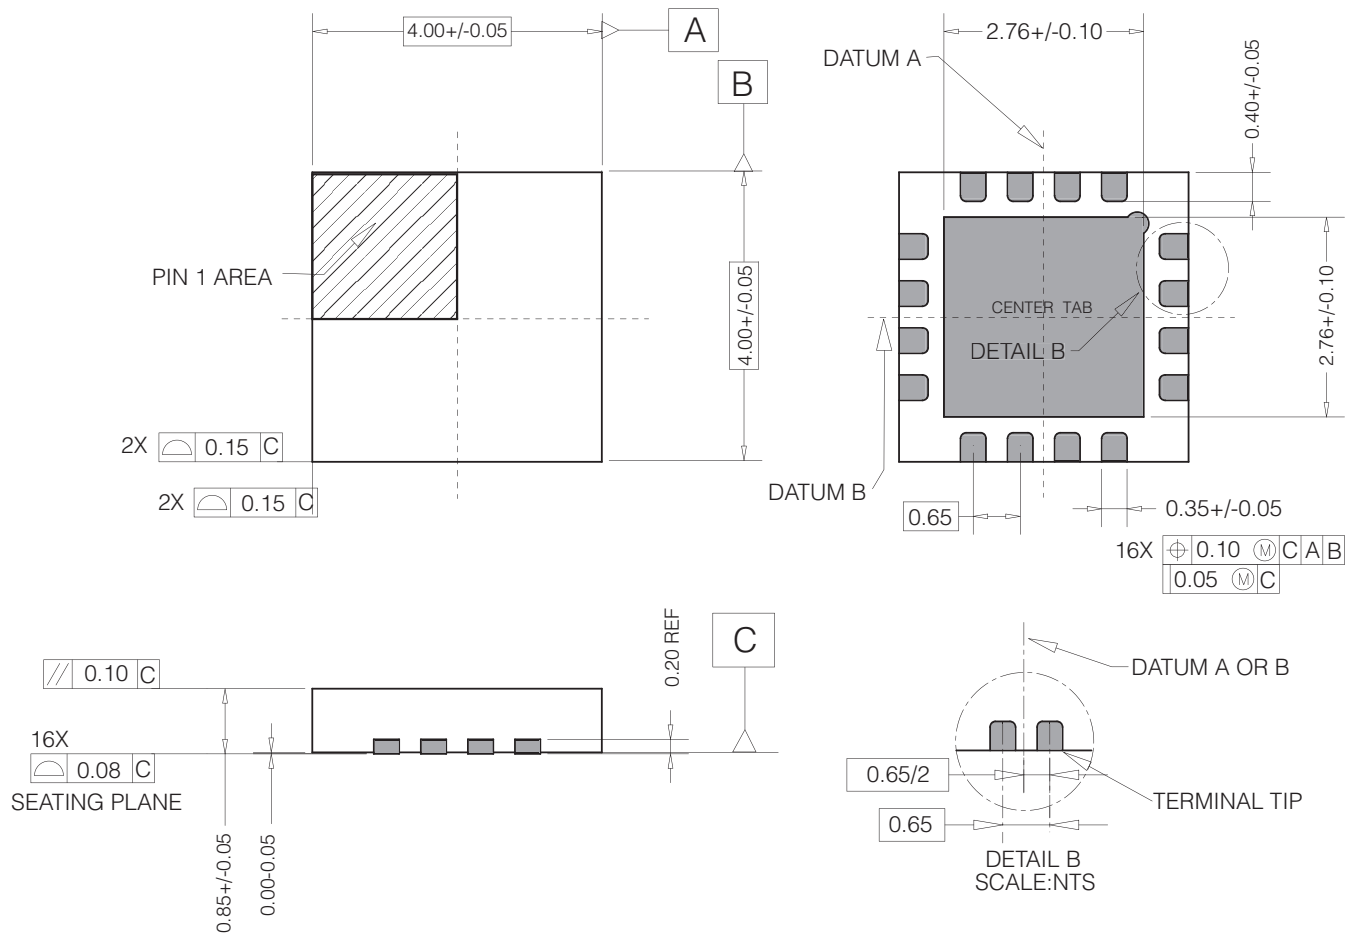 4.00+/-0.05
A
B
PIN 1 AREA
4.00+/-0.05
2X 0.15 C
2X 0.15 C
DATUM A
2.76+/-0.10
0.40+/-0.05
CENTER TAB
DETAIL B
2.76+/-0.10
DATUM B
0.65
0.35+/-0.05
16X ⌖ 0.10 Ⓜ C A B
0.05 Ⓜ C
// 0.10 C
16X
0.08 C
SEATING PLANE
0.85+/-0.05
0.00-0.05
0.20 REF
C
DATUM A OR B
0.65/2
0.65
TERMINAL TIP
DETAIL B
SCALE:NTS